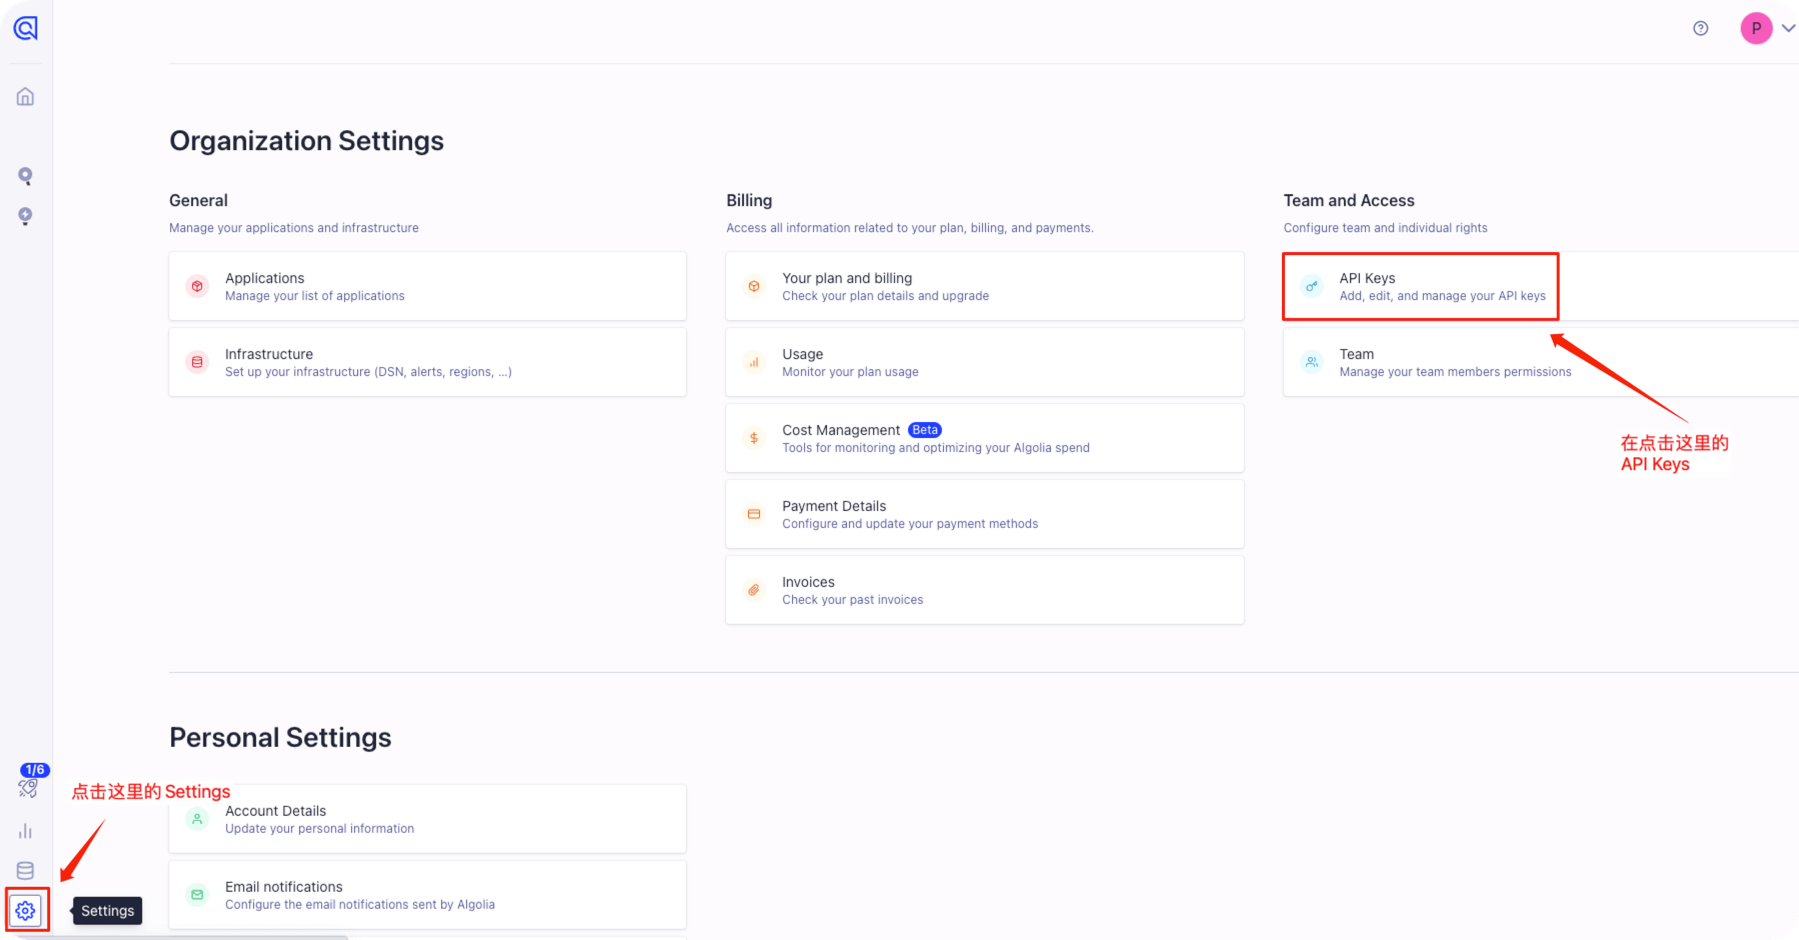 P
Organization Settings
General
Manage your applications and infrastructure
Applications
Manage your list of applications
Infrastructure
Set up your infrastructure (DSN, alerts, regions, ...)
Billing
Access all information related to your plan, billing, and payments.
Your plan and billing
Check your plan details and upgrade
Usage
Monitor your plan usage
Cost Management Beta
Tools for monitoring and optimizing your Algolia spend
Payment Details
Configure and update your payment methods
Invoices
Check your past invoices
Team and Access
Configure team and individual rights
API Keys
Add, edit, and manage your API keys
Team
Manage your team members permissions
在点击这里的
API Keys
Personal Settings
1/6
点击这里的 Settings
Account Details
Update your personal information
Email notifications
Configure the email notifications sent by Algolia
Settings